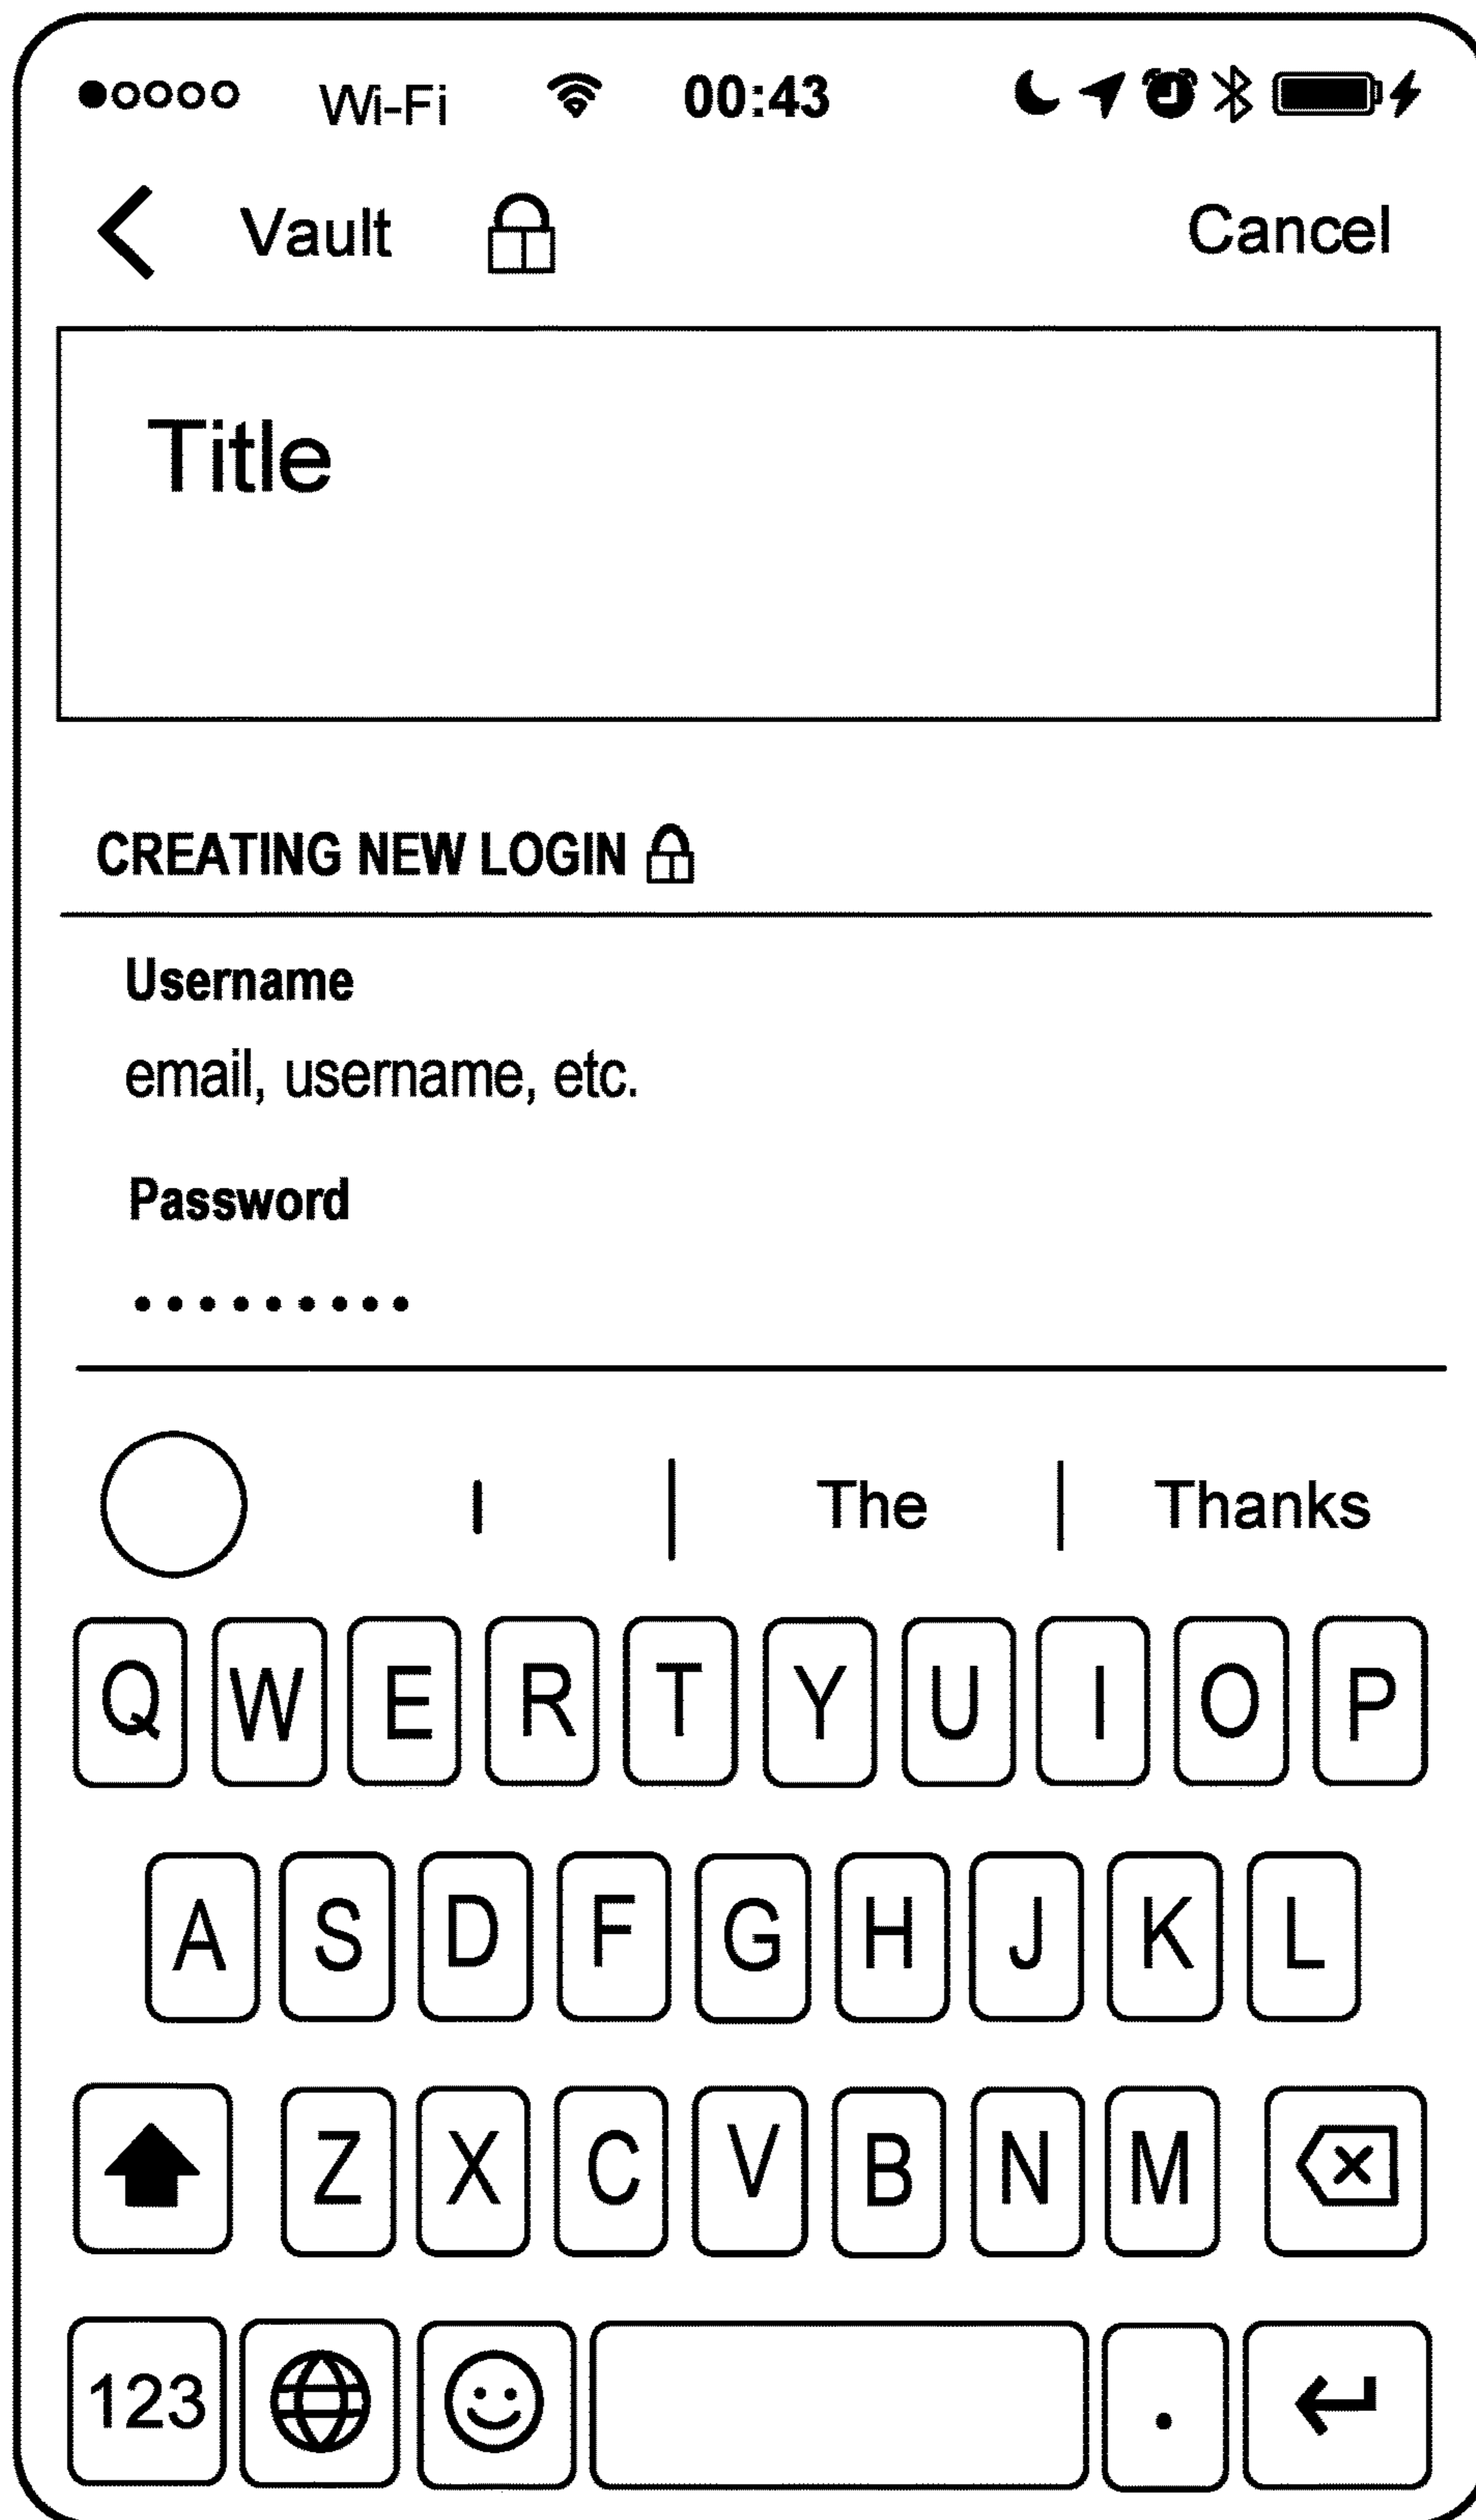 Wi-Fi 00:43
Vault Cancel
Title
CREATING NEW LOGIN
Username
email, username, etc.
Password
•••••••••
I The Thanks
Q W E R T Y U I O P
A S D F G H J K L
Z X C V B N M
123 .